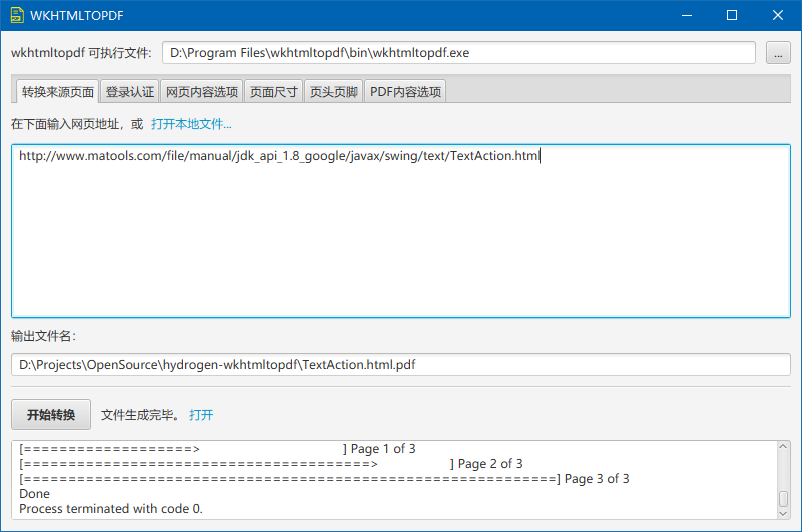 WKHTMLTOPDF
wkhtmltopdf 可执行文件: D:\Program Files\wkhtmltopdf\bin\wkhtmltopdf.exe ...
转换来源页面 登录认证 网页内容选项 页面尺寸 页头页脚 PDF内容选项
在下面输入网页地址，或 打开本地文件...
http://www.matools.com/file/manual/jdk_api_1.8_google/javax/swing/text/TextAction.html
输出文件名：
D:\Projects\OpenSource\hydrogen-wkhtmltopdf\TextAction.html.pdf
开始转换 文件生成完毕。 打开
[===================> ] Page 1 of 3
[=======================================> ] Page 2 of 3
[============================================================] Page 3 of 3
Done
Process terminated with code 0.